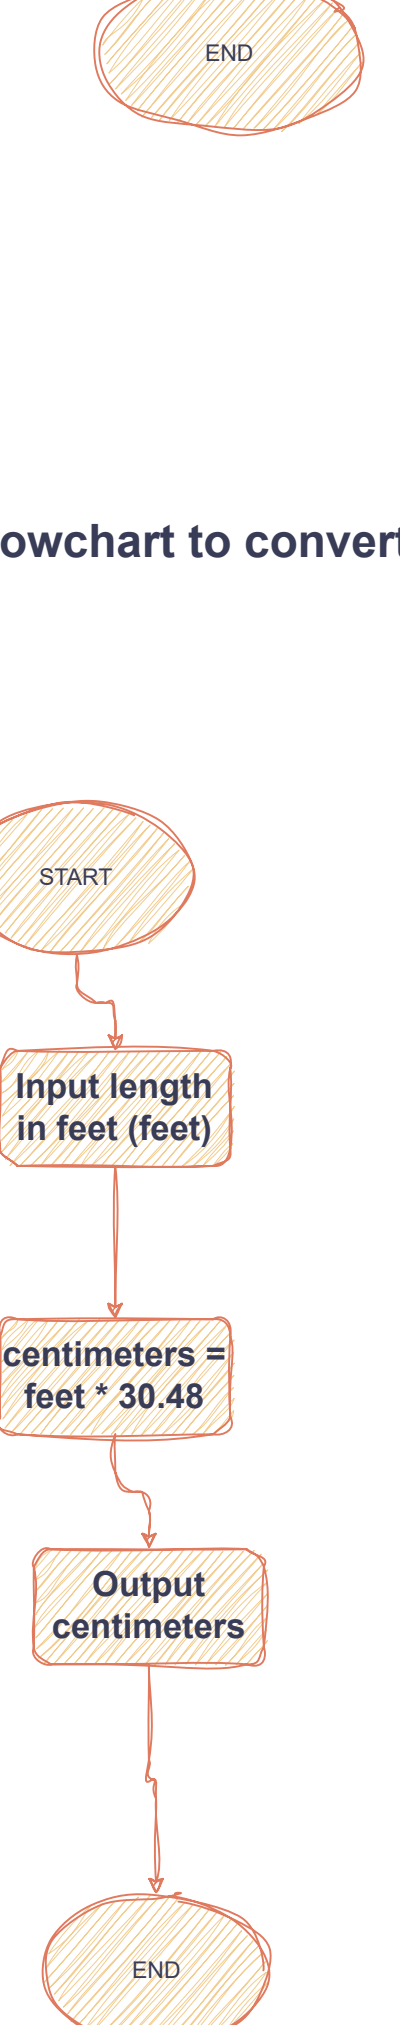 END
owchart to convert
START
Input length
in feet (feet)
centimeters =
feet * 30.48
Output
centimeters
END